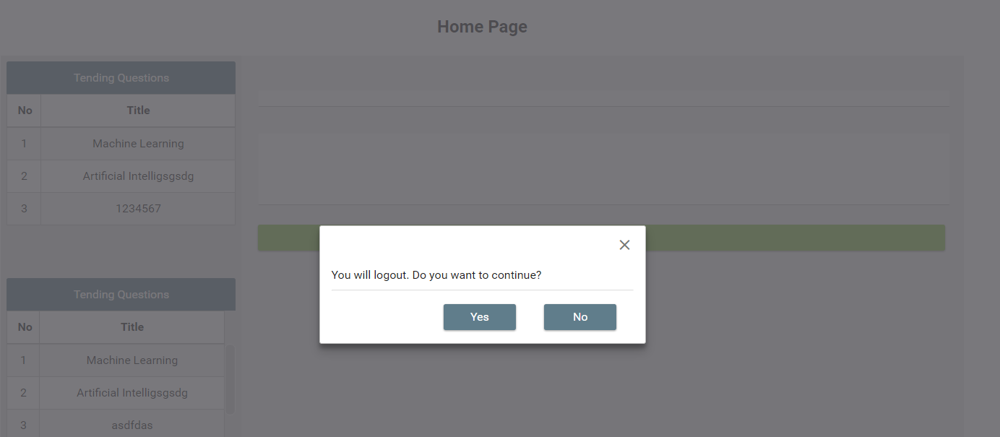 Home Page
Tending Questions
No Title
1 Machine Learning
2 Artificial Intelligsgsdg
3 1234567
You will logout. Do you want to continue?
Yes No
Tending Questions
No Title
1 Machine Learning
2 Artificial Intelligsgsdg
3 asdfdas